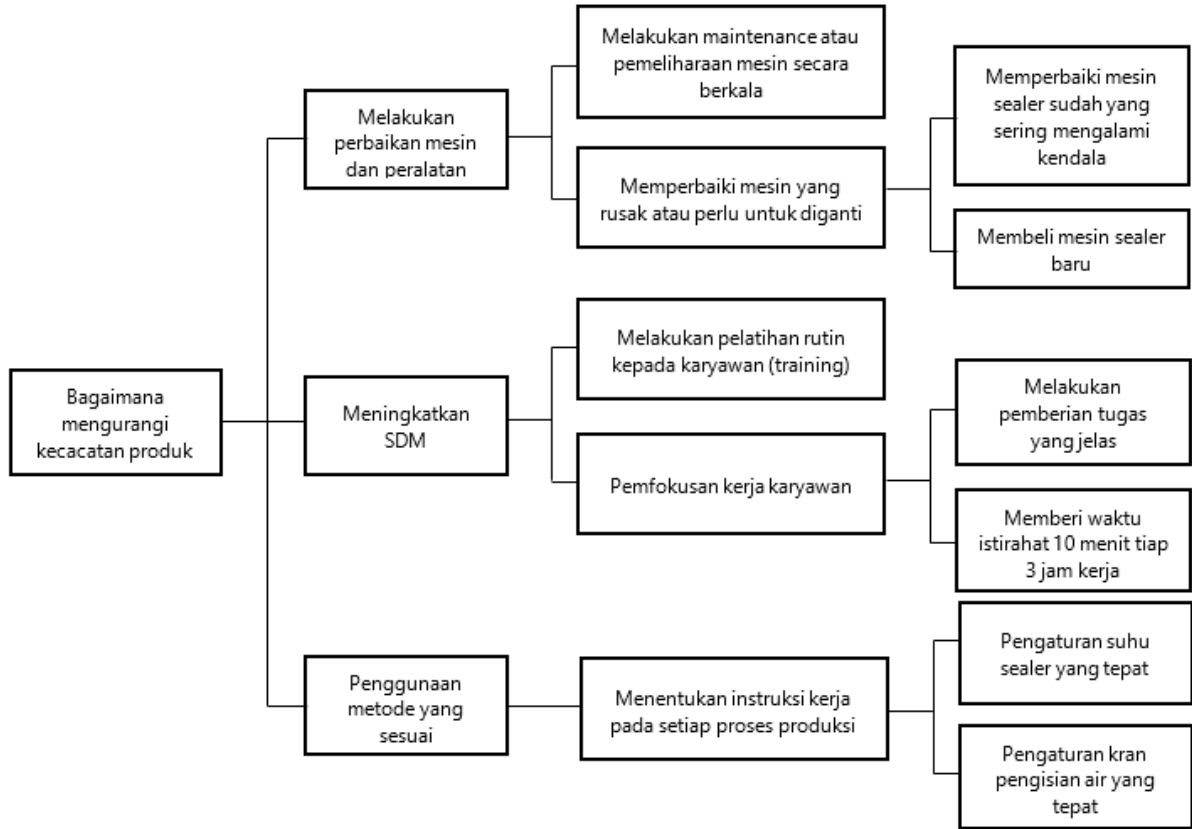 Bagaimana
mengurangi
kecacatan produk
Melakukan
perbaikan mesin
dan peralatan
Melakukan maintenance atau
pemeliharaan mesin secara
berkala
Memperbaiki mesin yang
rusak atau perlu untuk diganti
Memperbaiki mesin
sealer sudah yang
sering mengalami
kendala
Membeli mesin sealer
baru
Meningkatkan
SDM
Melakukan pelatihan rutin
kepada karyawan (training)
Pemfokusan kerja karyawan
Melakukan
pemberian tugas
yang jelas
Memberi waktu
istirahat 10 menit tiap
3 jam kerja
Penggunaan
metode yang
sesuai
Menentukan instruksi kerja
pada setiap proses produksi
Pengaturan suhu
sealer yang tepat
Pengaturan kran
pengisian air yang
tepat